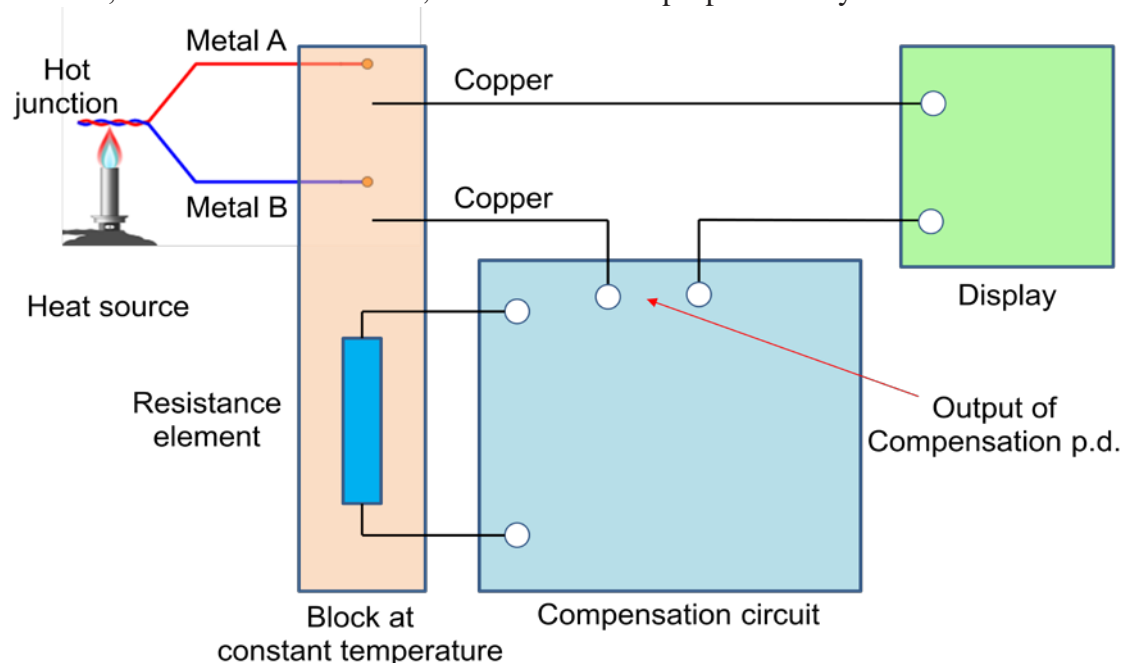 Metal A
Hot
junction
Copper
Metal B
Copper
Heat source
Display
Resistance
element
Output of
Compensation p.d.
Block at
constant temperature
Compensation circuit